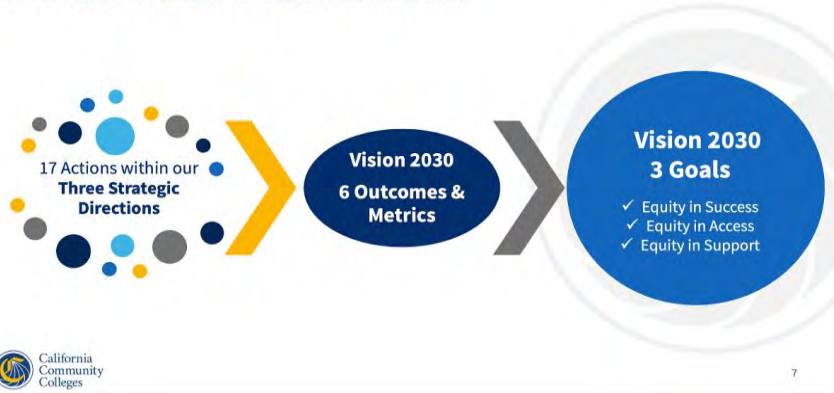 17 Actions within our
Three Strategic
Directions
Vision 2030
6 Outcomes &
Metrics
Vision 2030
3 Goals
✓ Equity in Success
✓ Equity in Access
✓ Equity in Support
California
Community
Colleges
7